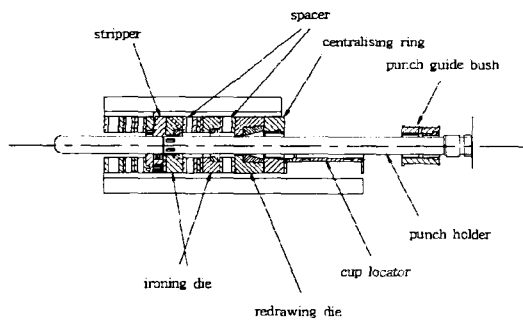 spacer
stripper
centralising ring
punch guide bush
punch holder
cup locator
ironing die
redrawing die